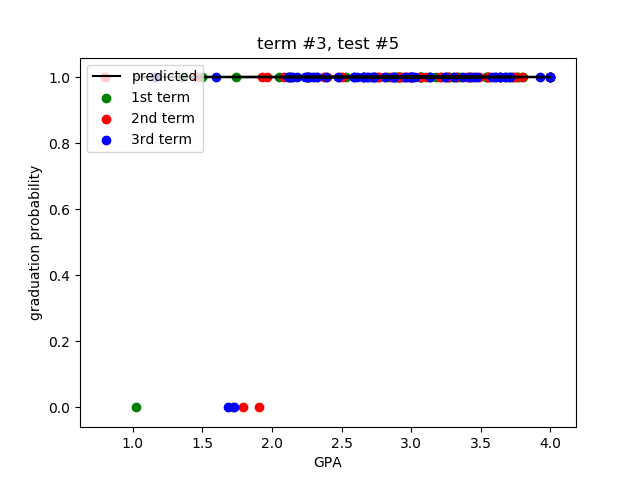 term #3, test #5
predicted
1st term
2nd term
3rd term
graduation probability
1.0
0.8
0.6
0.4
0.2
0.0
1.0 1.5 2.0 2.5 3.0 3.5 4.0
GPA